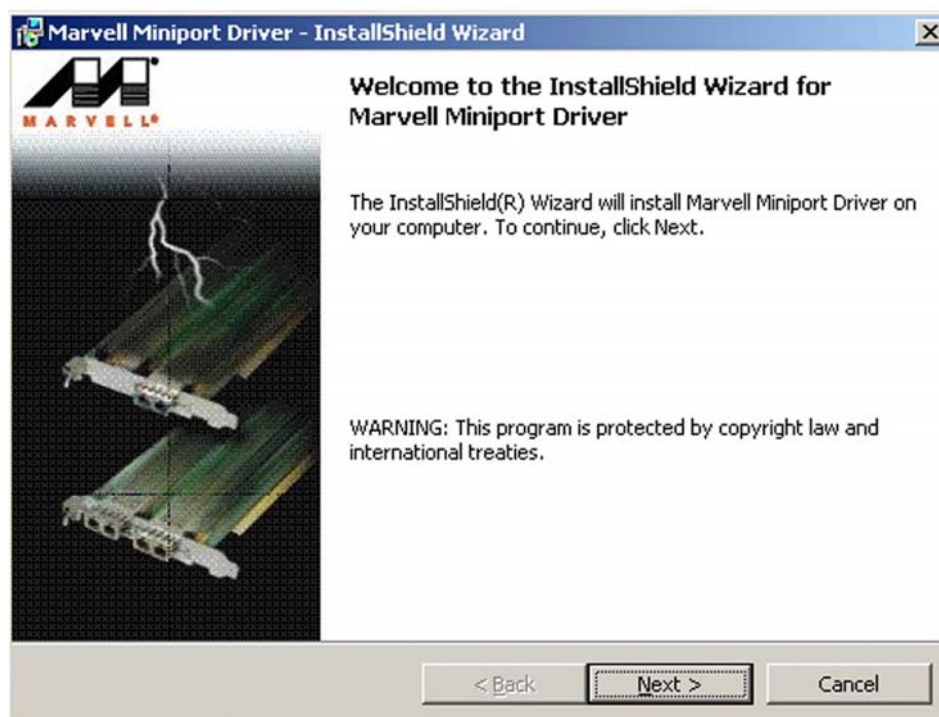 Marvell Miniport Driver - InstallShield Wizard
MARVELL®
Welcome to the InstallShield Wizard for
Marvell Miniport Driver
The InstallShield(R) Wizard will install Marvell Miniport Driver on
your computer. To continue, click Next.
WARNING: This program is protected by copyright law and
international treaties.
< Back
Next >
Cancel